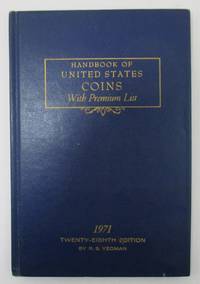 HANDBOOK OF
UNITED STATES
COINS
With Premium List
1971
TWENTY-EIGHTH EDITION
BY R. S. YEOMAN